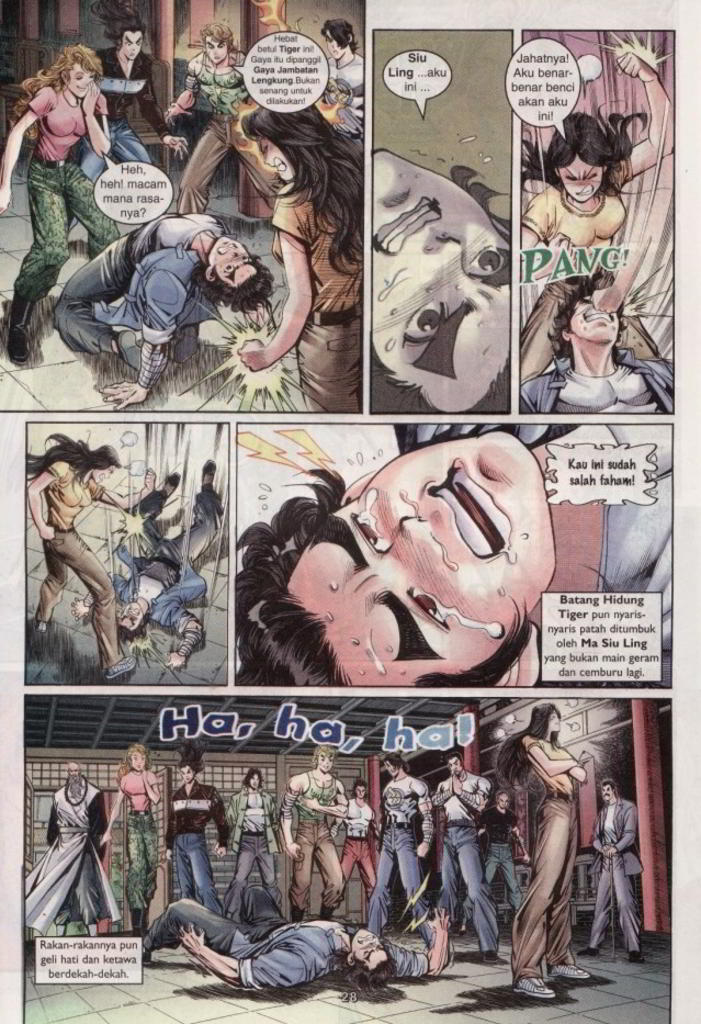 Hebat
betul Tiger ini!
Gaya itu dipanggil
Gaya Jambatan
Lengkung.Bukan
senang untuk
dilakukan!
Heh,
heh! macam
mana rasa-
nya?
Siu
Ling ...aku
ini ...
Jahatnya!
Aku benar-
benar benci
akan aku
ini!
PANG!
Kau ini sudah
salah faham!
Batang Hidung
Tiger pun nyaris-
nyaris patah ditumbuk
oleh Ma Siu Ling
yang bukan main geram
dan cemburu lagi.
Ha, ha, ha!
Rakan-rakannya pun
geli hati dan ketawa
berdekah-dekah.
28